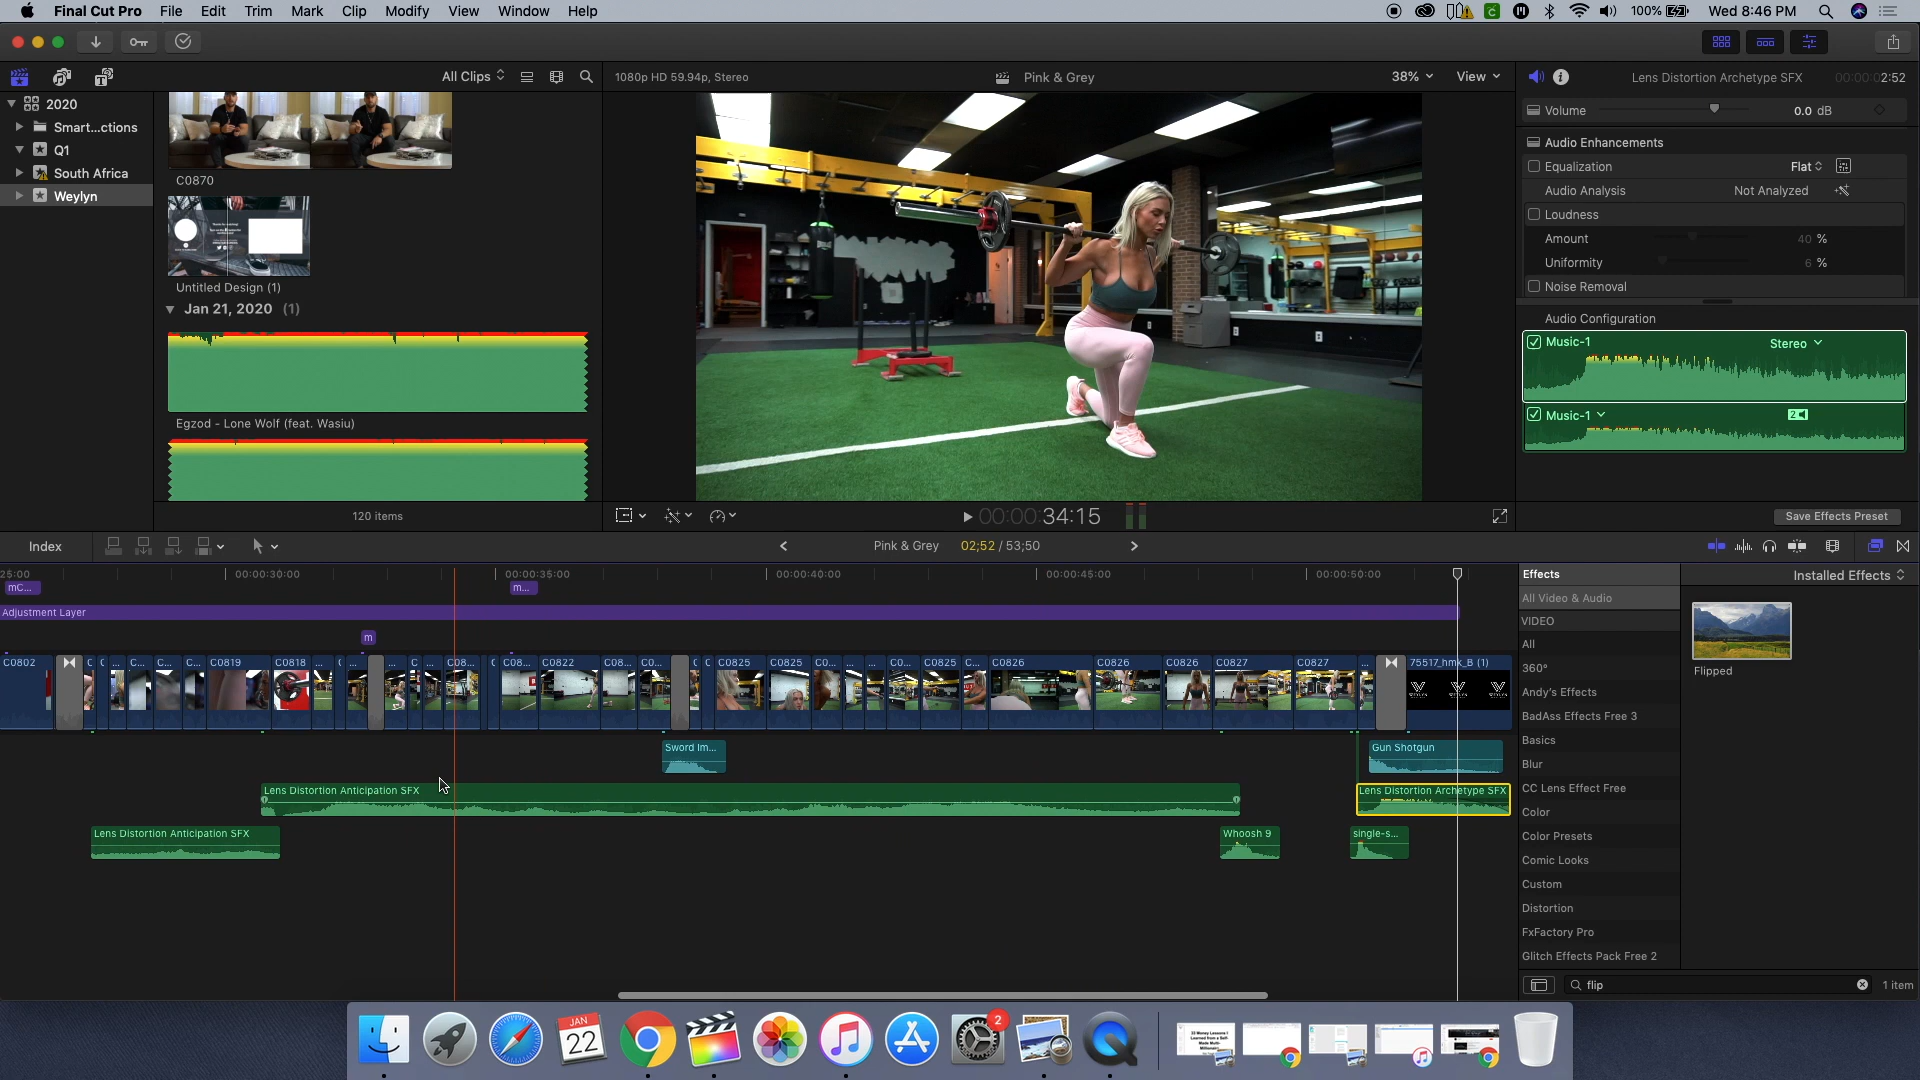 Final Cut Pro File Edit Trim Mark Clip Modify View Window Help 100% Wed 8:46 PM
All Clips 1080p HD 59.94p, Stereo Pink & Grey 38% View Lens Distortion Archetype SFX 00:00:02:52
2020
Smart...ctions
Q1
South Africa
Weylyn
C0870
Untitled Design (1)
Jan 21, 2020 (1)
Egzod - Lone Wolf (feat. Wasiu)
120 items
00:00:34:15
Volume 0.0 dB
Audio Enhancements
Equalization Flat
Audio Analysis Not Analyzed
Loudness
Amount 40 %
Uniformity 6 %
Noise Removal
Audio Configuration
Music-1 Stereo
Music-1 2
Save Effects Preset
Index Pink & Grey 02;52 / 53;50
25:00 00:00:30:00 00:00:35:00 00:00:40:00 00:00:45:00 00:00:50:00
mC... m...
Adjustment Layer
m
C0802 C C ... C... C... C... C0819 C0818 ... C ... ... C ... C08... C C08... C0822 C08... C0... C C C0825 C0825 C0... ... C0... C0825 C... C0826 C0826 C0826 C0827 C0827 ... 75517_hmk_B (1)
Sword Im... Gun Shotgun
Lens Distortion Anticipation SFX Lens Distortion Archetype SFX
Lens Distortion Anticipation SFX Whoosh 9 single-s...
Effects Installed Effects
All Video & Audio
VIDEO
All
360°
Andy's Effects
BadAss Effects Free 3
Basics
Blur
CC Lens Effect Free
Color
Color Presets
Comic Looks
Custom
Distortion
FxFactory Pro
Glitch Effects Pack Free 2
Flipped
flip 1 item
JAN
22
2